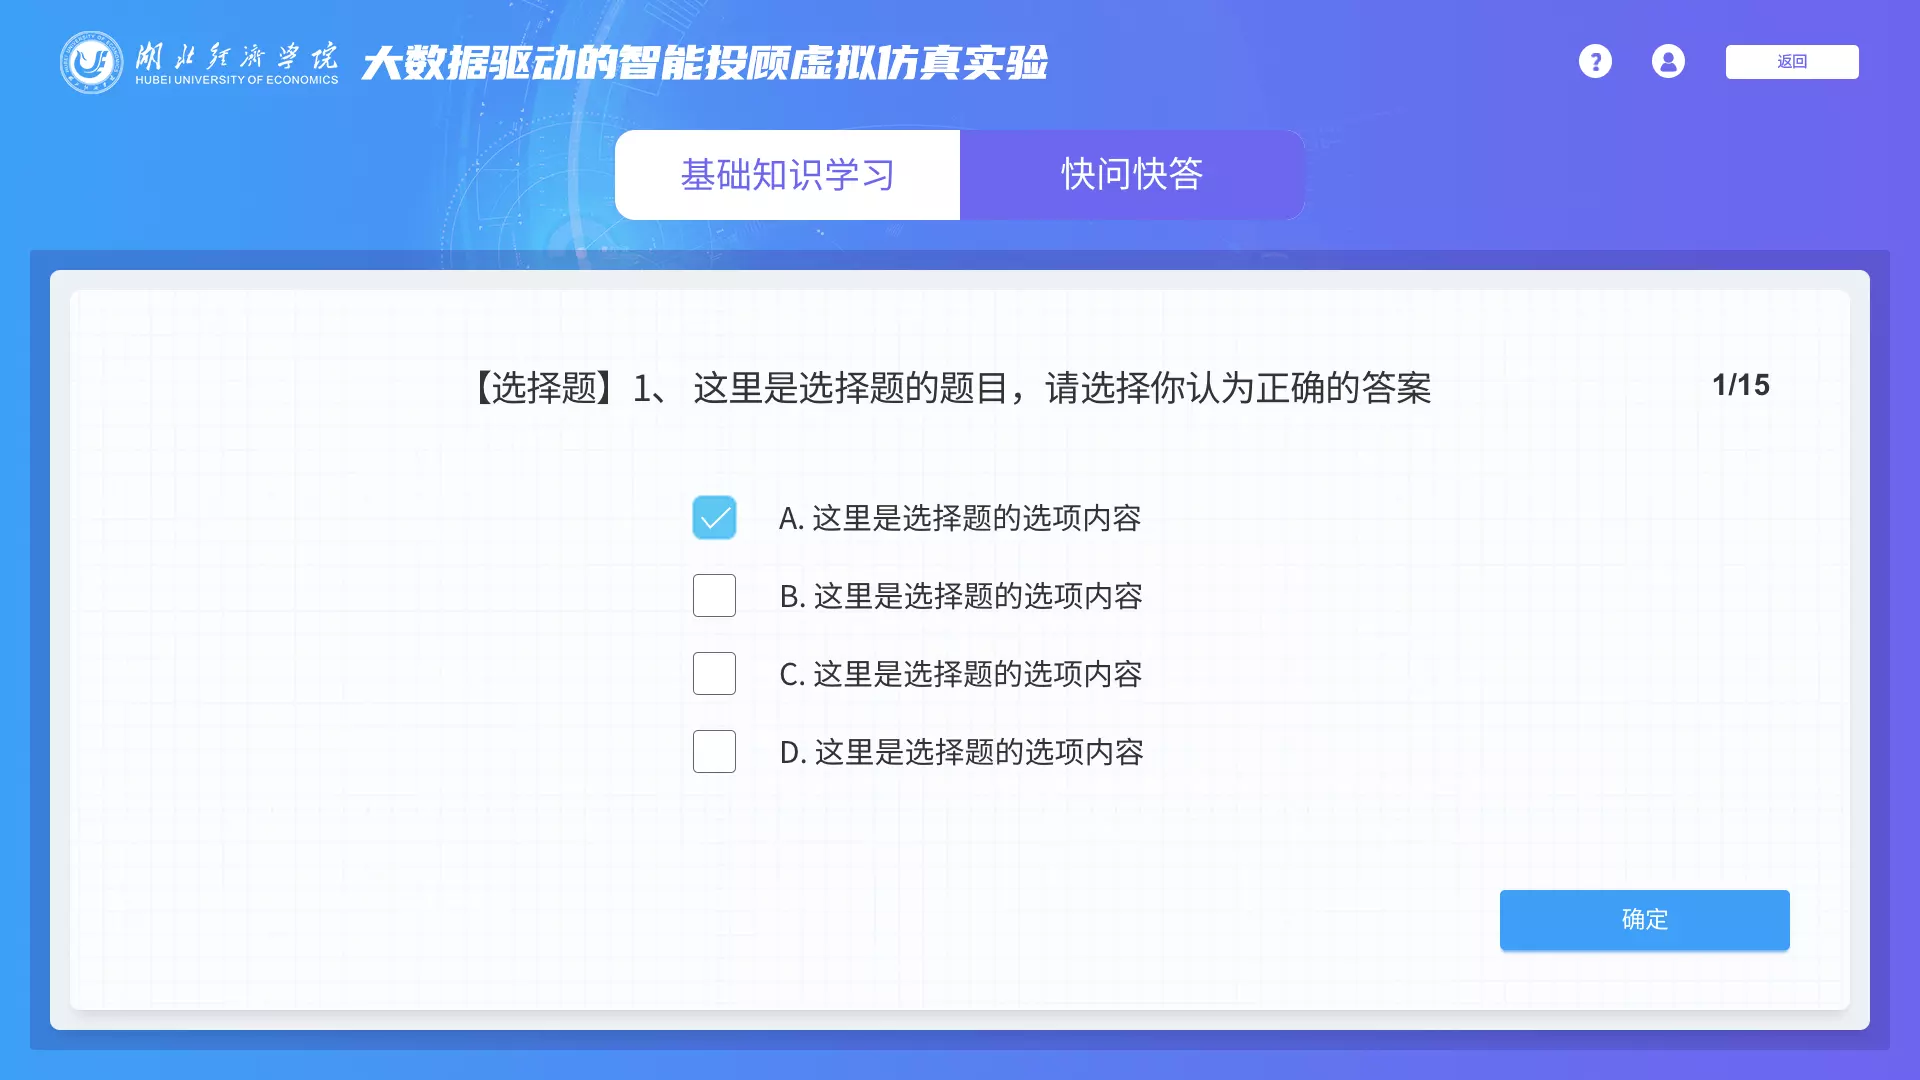 湖北经济学院
HUBEI UNIVERSITY OF ECONOMICS
大数据驱动的智能投顾虚拟仿真实验
?
返回
基础知识学习
快问快答
【选择题】1、 这里是选择题的题目，请选择你认为正确的答案
1/15
A. 这里是选择题的选项内容
B. 这里是选择题的选项内容
C. 这里是选择题的选项内容
D. 这里是选择题的选项内容
确定